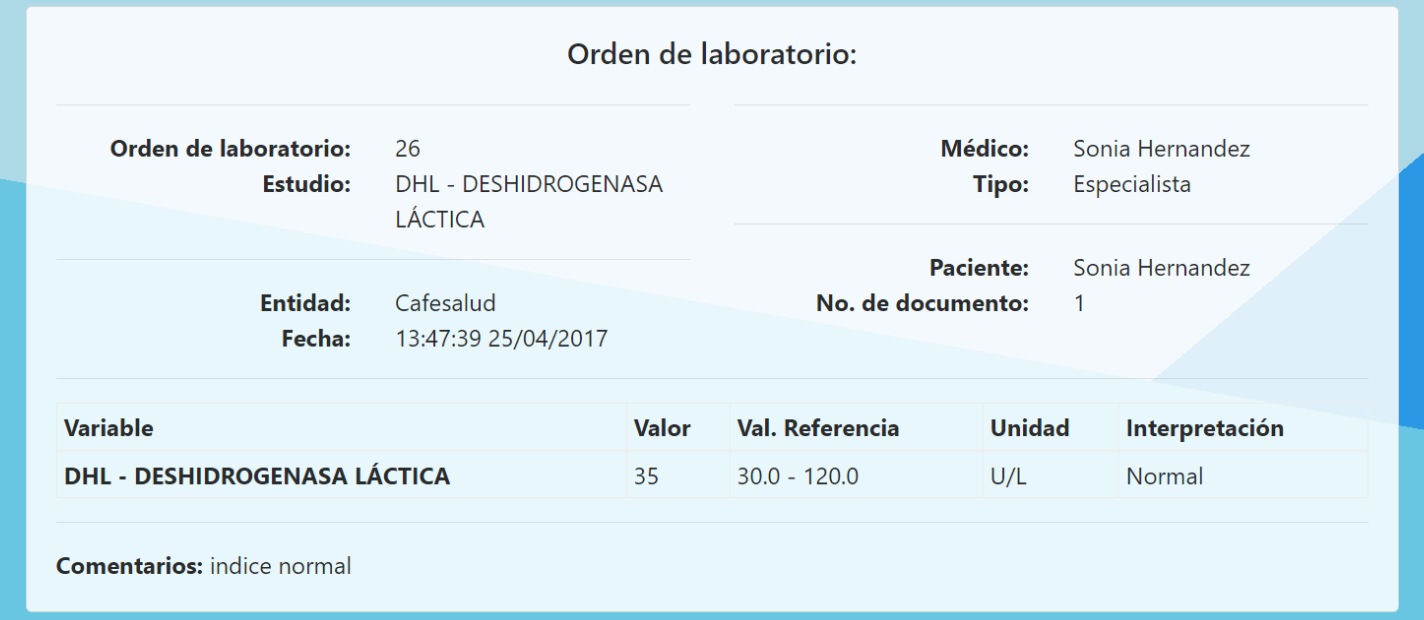 Orden de laboratorio:
Orden de laboratorio: 26
Estudio: DHL - DESHIDROGENASA
LÁCTICA
Entidad: Cafesalud
Fecha: 13:47:39 25/04/2017
Médico: Sonia Hernandez
Tipo: Especialista
Paciente: Sonia Hernandez
No. de documento: 1
Variable Valor Val. Referencia Unidad Interpretación
DHL - DESHIDROGENASA LÁCTICA 35 30.0 - 120.0 U/L Normal
Comentarios: indice normal